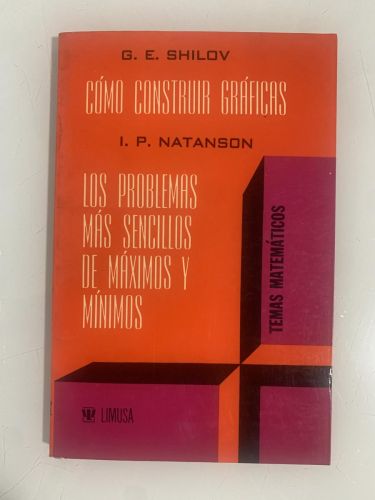 G. E. SHILOV
CÓMO CONSTRUIR GRÁFICAS
I. P. NATANSON
LOS PROBLEMAS
MÁS SENCILLOS
DE MÁXIMOS Y
MÍNIMOS
TEMAS MATEMÁTICOS
LIMUSA